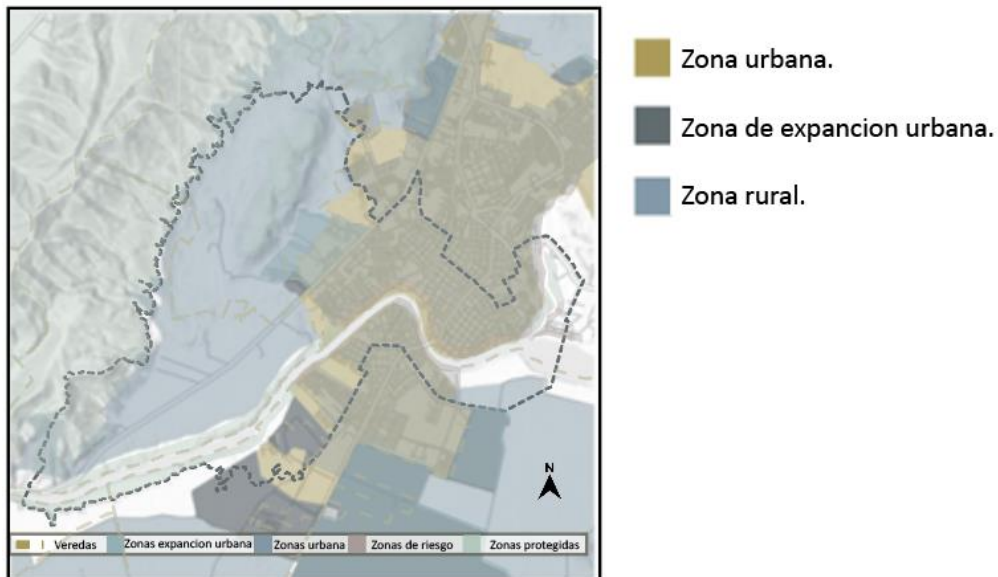 Zona urbana.
Zona de expancion urbana.
Zona rural.
N
Veredas Zonas expancion urbana Zonas urbana Zonas de riesgo Zonas protegidas